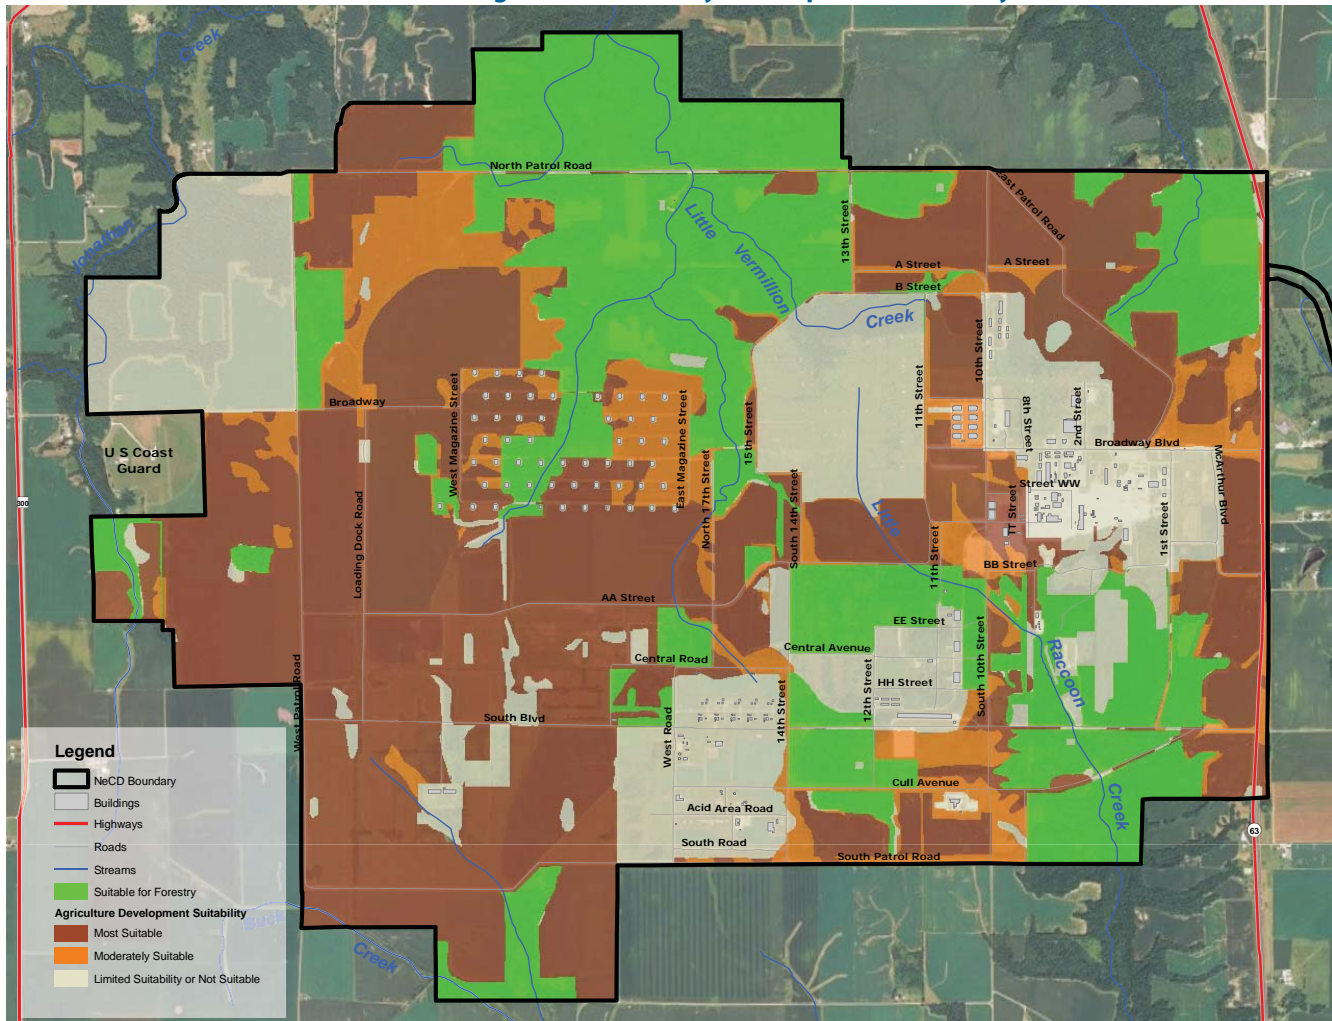 Creek
North Patrol Road
East Patrol Road
Little
Vermillion
Creek
13th Street
A Street
A Street
B Street
10th Street
11th Street
8th Street
2nd Street
Broadway
West Magazine Street
East Magazine Street
15th Street
North 17th Street
Broadway Blvd
McArthur Blvd
U S Coast
Guard
Street WW
TT Street
1st Street
300
Loading Dock Road
South 14th Street
Little
11th Street
BB Street
AA Street
EE Street
Central Avenue
South 10th Street
Raccoon
Creek
Central Road
HH Street
12th Street
West Patrol Road
South Blvd
West Road
14th Street
Cull Avenue
Acid Area Road
South Road
South Patrol Road
63
Legend
NeCD Boundary
Buildings
Highways
Roads
Streams
Suitable for Forestry
Agriculture Development Suitability
Most Suitable
Moderately Suitable
Limited Suitability or Not Suitable
Buck
Creek